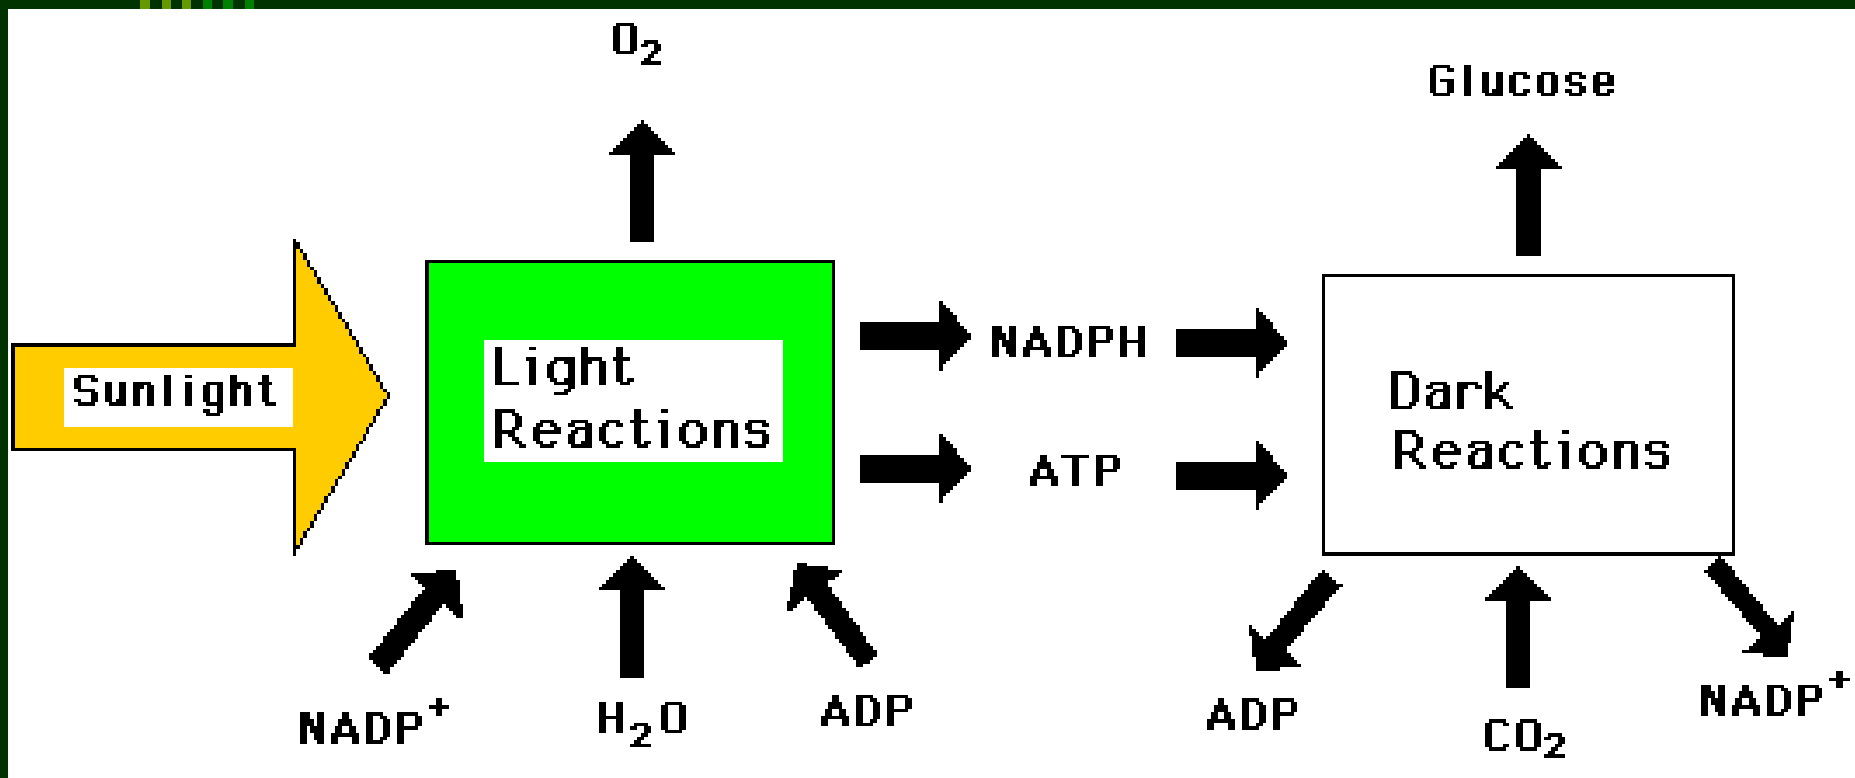 O₂
Glucose
Sunlight
Light
Reactions
NADPH
ATP
Dark
Reactions
NADP⁺
H₂O
ADP
ADP
CO₂
NADP⁺